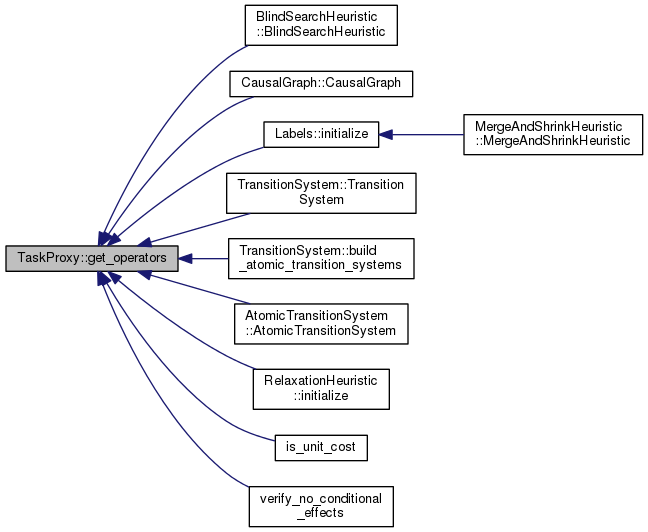 BlindSearchHeuristic
::BlindSearchHeuristic
CausalGraph::CausalGraph
Labels::initialize
MergeAndShrinkHeuristic
::MergeAndShrinkHeuristic
TransitionSystem::Transition
System
TaskProxy::get_operators
TransitionSystem::build
_atomic_transition_systems
AtomicTransitionSystem
::AtomicTransitionSystem
RelaxationHeuristic
::initialize
is_unit_cost
verify_no_conditional
_effects